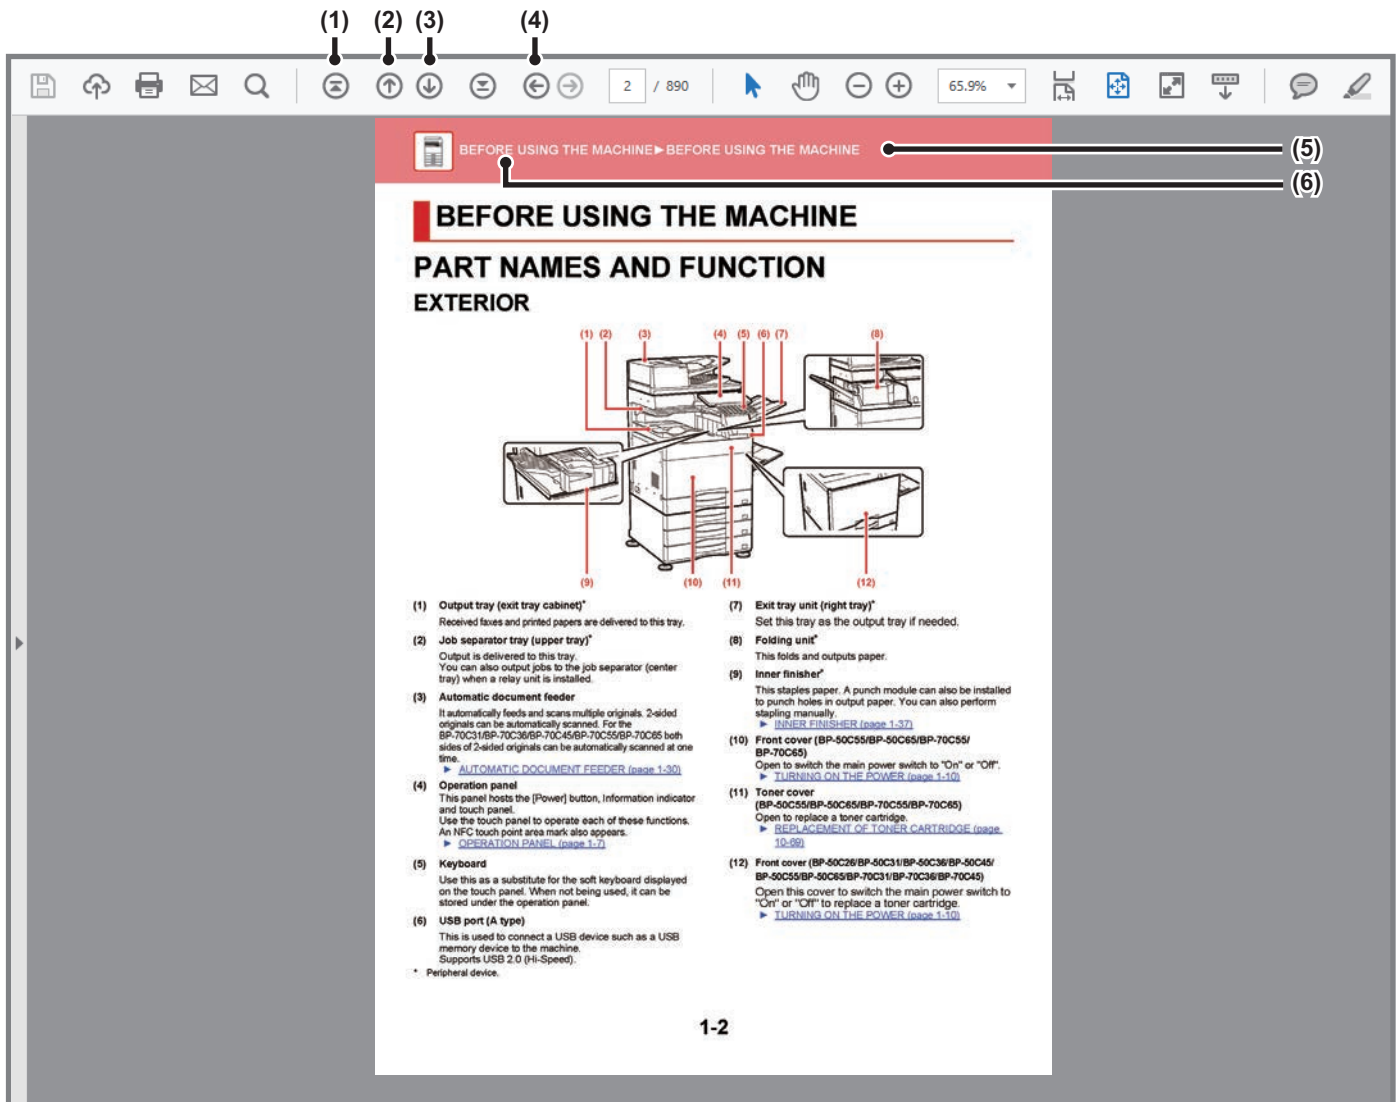 (1) (2) (3) (4)
2 / 890 65.9%
BEFORE USING THE MACHINE►BEFORE USING THE MACHINE
(5)
(6)
BEFORE USING THE MACHINE
PART NAMES AND FUNCTION
EXTERIOR
(1) (2) (3) (4) (5) (6) (7) (8)
(9) (10) (11) (12)
(1) Output tray (exit tray cabinet)*
Received faxes and printed papers are delivered to this tray.
(2) Job separator tray (upper tray)*
Output is delivered to this tray.
You can also output jobs to the job separator (center
tray) when a relay unit is installed.
(3) Automatic document feeder
It automatically feeds and scans multiple originals. 2-sided
originals can be automatically scanned. For the
BP-70C31/BP-70C36/BP-70C45/BP-70C55/BP-70C65 both
sides of 2-sided originals can be automatically scanned at one
time.
► AUTOMATIC DOCUMENT FEEDER (page 1-30)
(4) Operation panel
This panel hosts the [Power] button, Information indicator
and touch panel.
Use the touch panel to operate each of these functions.
An NFC touch point area mark also appears.
► OPERATION PANEL (page 1-7)
(5) Keyboard
Use this as a substitute for the soft keyboard displayed
on the touch panel. When not being used, it can be
stored under the operation panel.
(6) USB port (A type)
This is used to connect a USB device such as a USB
memory device to the machine.
Supports USB 2.0 (Hi-Speed).
* Peripheral device.
(7) Exit tray unit (right tray)*
Set this tray as the output tray if needed.
(8) Folding unit*
This folds and outputs paper.
(9) Inner finisher*
This staples paper. A punch module can also be installed
to punch holes in output paper. You can also perform
stapling manually.
► INNER FINISHER (page 1-37)
(10) Front cover (BP-50C55/BP-50C65/BP-70C55/
BP-70C65)
Open to switch the main power switch to "On" or "Off".
► TURNING ON THE POWER (page 1-10)
(11) Toner cover
(BP-50C55/BP-50C65/BP-70C55/BP-70C65)
Open to replace a toner cartridge.
► REPLACEMENT OF TONER CARTRIDGE (page
10-69)
(12) Front cover (BP-50C26/BP-50C31/BP-50C36/BP-50C45/
BP-50C55/BP-50C65/BP-70C31/BP-70C36/BP-70C45)
Open this cover to switch the main power switch to
"On" or "Off" to replace a toner cartridge.
► TURNING ON THE POWER (page 1-10)
1-2